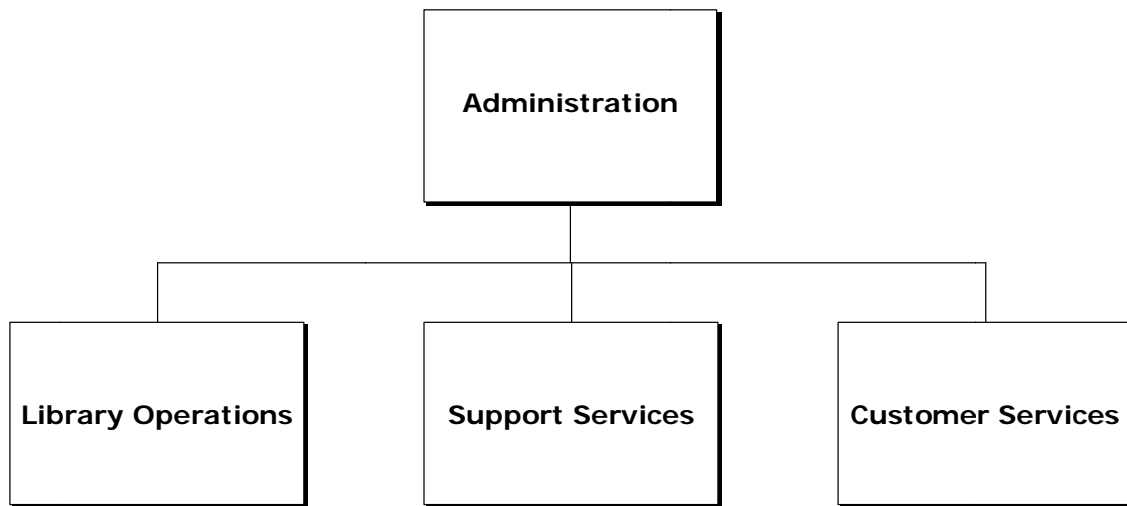 Administration
Library Operations
Support Services
Customer Services